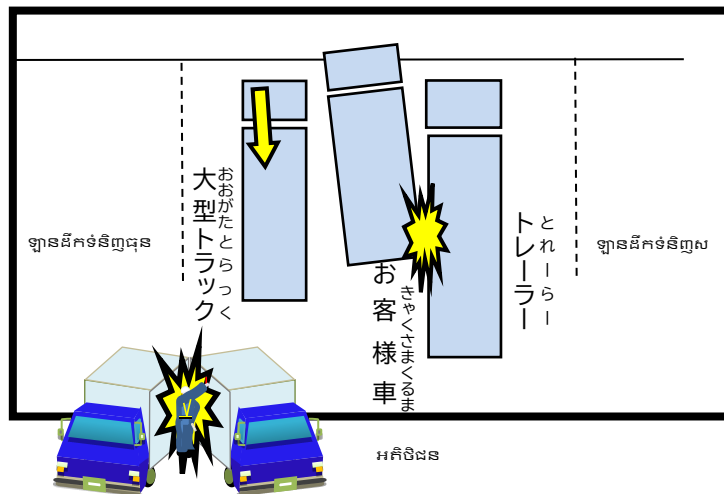 ឡានដឹកទំនិញធុន
大型トラック
おおがたとらっく
お客様車
きゃくさまくるま
トレーラー
とれーらー
ឡានដឹកទំនិញស
អតិថិជន